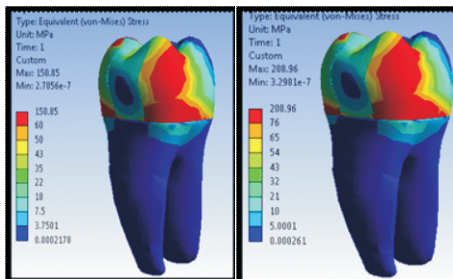 Type: Equivalent (von-Mises) Stress
Unit: MPa
Time: 1
Custom
Max: 150.85
Min: 2.7056e-7
150.85
60
50
43
35
22
18
7.5
3.7501
0.0002178
Type: Equivalent (von-Mises) Stress
Unit: MPa
Time: 1
Custom
Max: 208.96
Min: 3.2981e-7
208.96
76
65
54
43
32
21
10
5.0001
0.000261